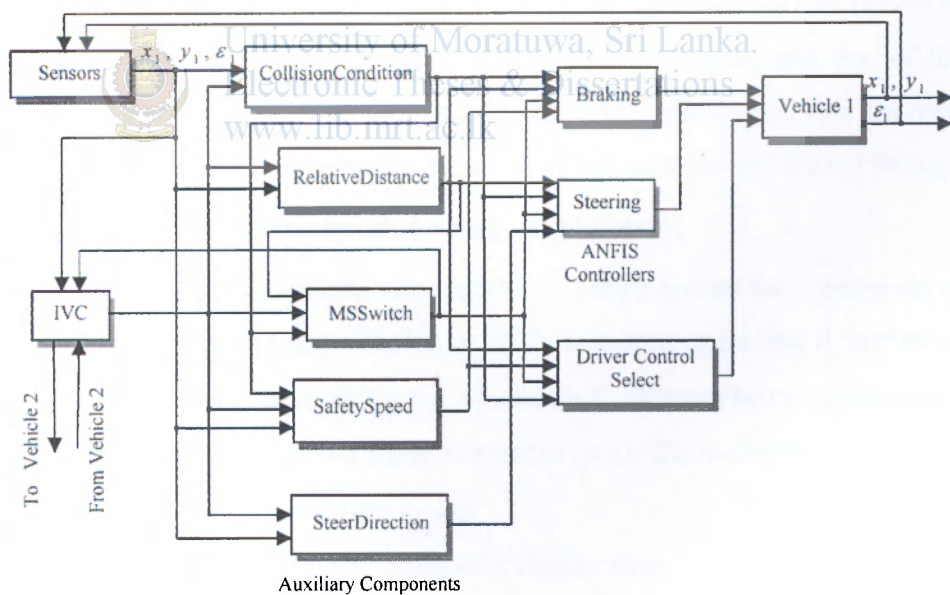 University of Moratuwa, Sri Lanka.
Electronic Theses & Dissertations
www.lib.mrt.ac.lk
Sensors
x₁, y₁, ε₁
CollisionCondition
Braking
Vehicle 1
x₁, y₁
ε₁
RelativeDistance
Steering
ANFIS
Controllers
IVC
MSSwitch
Driver Control
Select
SafetySpeed
To Vehicle 2
From Vehicle 2
SteerDirection
Auxiliary Components